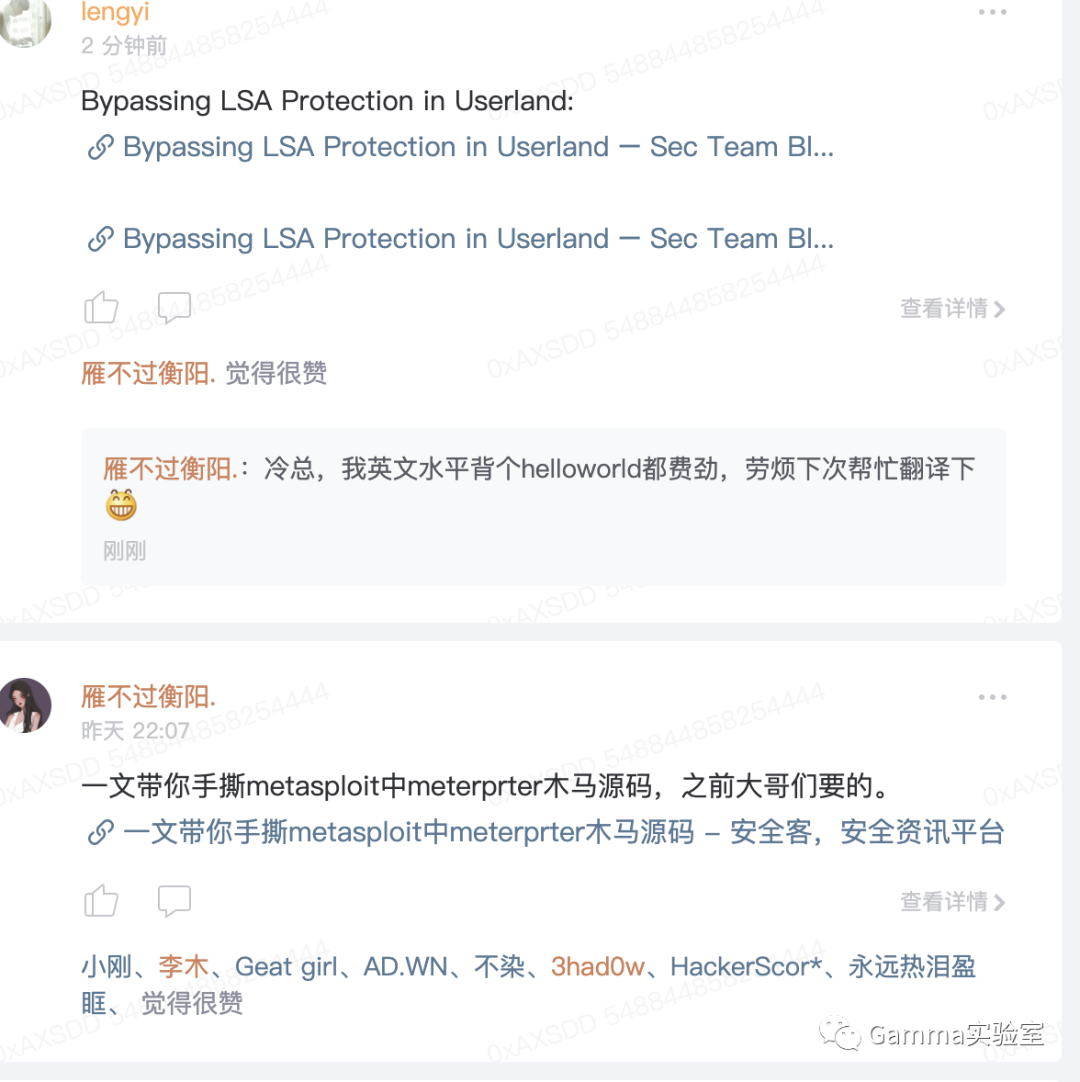 lengyi
2 分钟前
Bypassing LSA Protection in Userland:
Bypassing LSA Protection in Userland — Sec Team Bl...
Bypassing LSA Protection in Userland — Sec Team Bl...
查看详情
雁不过衡阳. 觉得很赞
雁不过衡阳.：冷总，我英文水平背个helloworld都费劲，劳烦下次帮忙翻译下
😁
刚刚
雁不过衡阳.
昨天 22:07
一文带你手撕metasploit中meterprter木马源码，之前大哥们要的。
一文带你手撕metasploit中meterprter木马源码 – 安全客，安全资讯平台
查看详情
小刚、李木、Geat girl、AD.WN、不染、3had0w、HackerScor*、永远热泪盈
眶、 觉得很赞
Gamma实验室
0xAXSDD 548844858254444